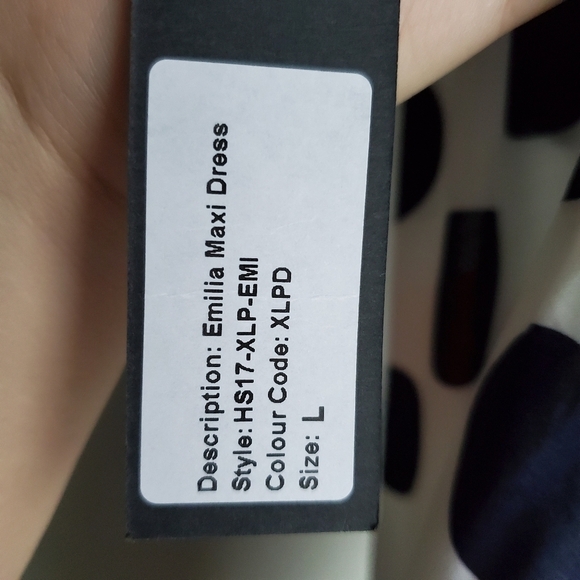 Description: Emilia Maxi Dress
Style: HS17-XLP-EMI
Colour Code: XLPD
Size: L